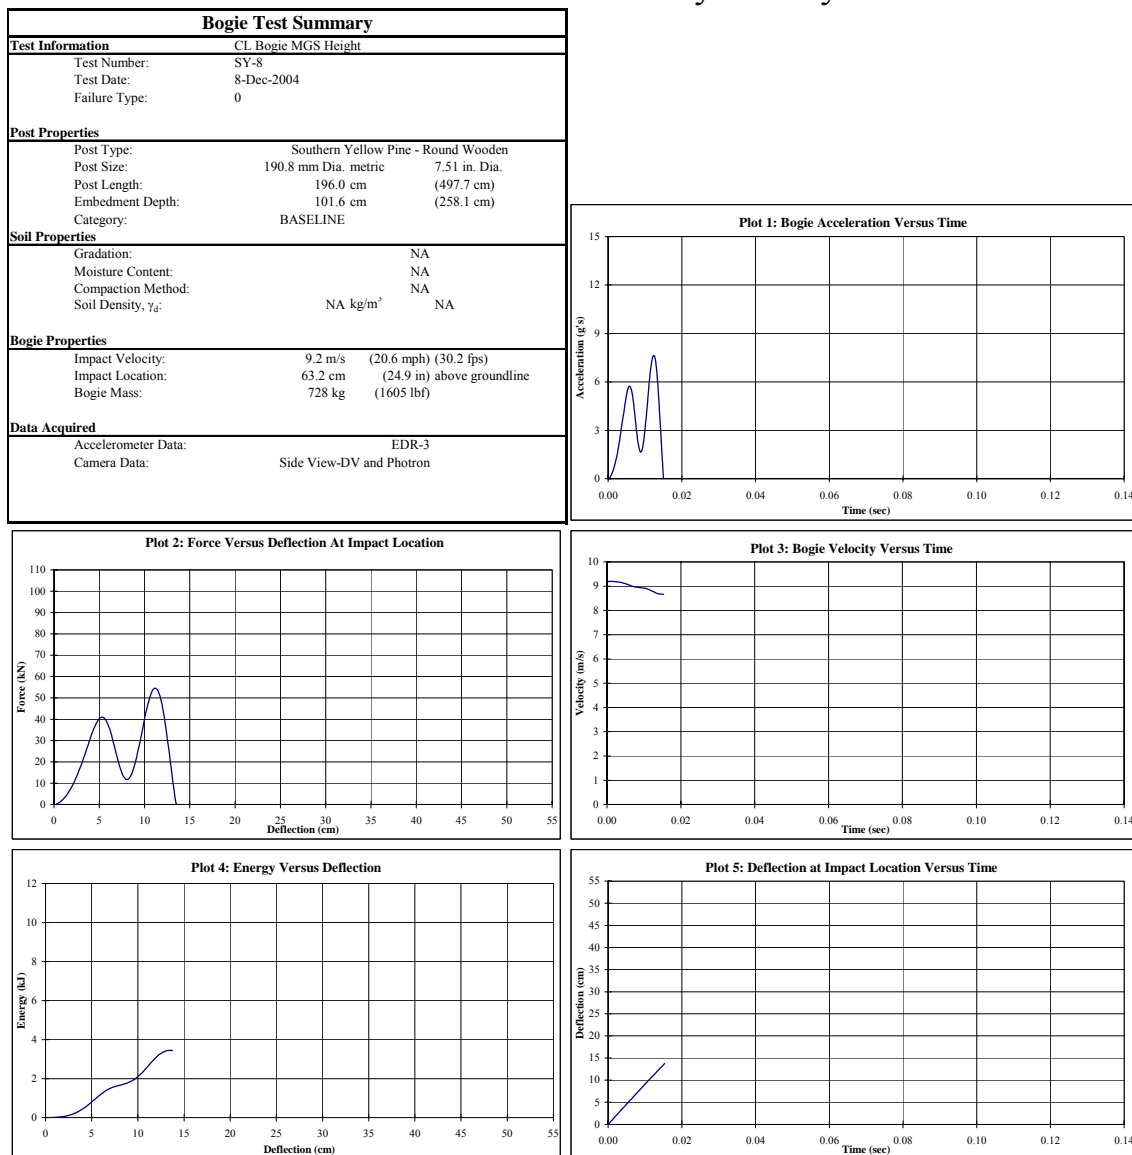 Bogie Test Summary
Test Information CL Bogie MGS Height
Test Number: SY-8
Test Date: 8-Dec-2004
Failure Type: 0
Post Properties
Post Type: Southern Yellow Pine - Round Wooden
Post Size: 190.8 mm Dia. metric 7.51 in. Dia.
Post Length: 196.0 cm (497.7 cm)
Embedment Depth: 101.6 cm (258.1 cm)
Category: BASELINE
Soil Properties
Gradation: NA
Moisture Content: NA
Compaction Method: NA
Soil Density, γd: NA kg/m³ NA
Bogie Properties
Impact Velocity: 9.2 m/s (20.6 mph) (30.2 fps)
Impact Location: 63.2 cm (24.9 in) above groundline
Bogie Mass: 728 kg (1605 lbf)
Data Acquired
Accelerometer Data: EDR-3
Camera Data: Side View-DV and Photron
Plot 1: Bogie Acceleration Versus Time
Acceleration (g's)
15
12
9
6
3
0
0.00 0.02 0.04 0.06 0.08 0.10 0.12 0.14
Time (sec)
Plot 2: Force Versus Deflection At Impact Location
Force (kN)
110
100
90
80
70
60
50
40
30
20
10
0
0 5 10 15 20 25 30 35 40 45 50 55
Deflection (cm)
Plot 3: Bogie Velocity Versus Time
Velocity (m/s)
10
9
8
7
6
5
4
3
2
1
0
0.00 0.02 0.04 0.06 0.08 0.10 0.12 0.14
Time (sec)
Plot 4: Energy Versus Deflection
Energy (kJ)
12
10
8
6
4
2
0
0 5 10 15 20 25 30 35 40 45 50 55
Deflection (cm)
Plot 5: Deflection at Impact Location Versus Time
Deflection (cm)
55
50
45
40
35
30
25
20
15
10
5
0
0.00 0.02 0.04 0.06 0.08 0.10 0.12 0.14
Time (sec)